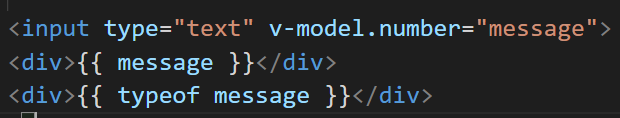 <input type="text" v-model.number="message">
<div>{{ message }}</div>
<div>{{ typeof message }}</div>